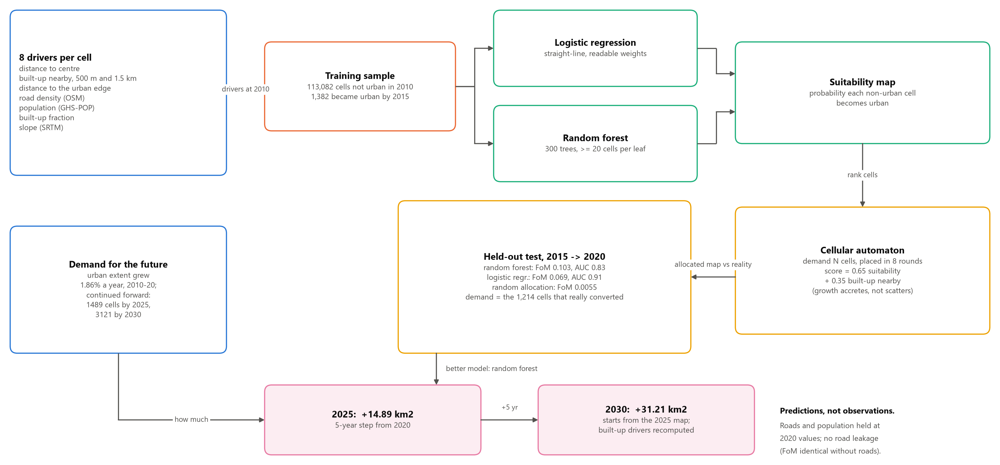 8 drivers per cell
distance to centre
built-up nearby, 500 m and 1.5 km
distance to the urban edge
road density (OSM)
population (GHS-POP)
built-up fraction
slope (SRTM)
drivers at 2010
Training sample
113,082 cells not urban in 2010
1,382 became urban by 2015
Logistic regression
straight-line, readable weights
Random forest
300 trees, >= 20 cells per leaf
Suitability map
probability each non-urban cell
becomes urban
rank cells
Cellular automaton
demand N cells, placed in 8 rounds
score = 0.65 suitability
+ 0.35 built-up nearby
(growth accretes, not scatters)
allocated map vs reality
Held-out test, 2015 -> 2020
random forest: FoM 0.103, AUC 0.83
logistic regr.: FoM 0.069, AUC 0.91
random allocation: FoM 0.0055
demand = the 1,214 cells that really converted
Demand for the future
urban extent grew
1.86% a year, 2010-20;
continued forward:
1489 cells by 2025,
3121 by 2030
better model: random forest
how much
2025:  +14.89 km2
5-year step from 2020
+5 yr
2030:  +31.21 km2
starts from the 2025 map;
built-up drivers recomputed
Predictions, not observations.
Roads and population held at
2020 values; no road leakage
(FoM identical without roads).